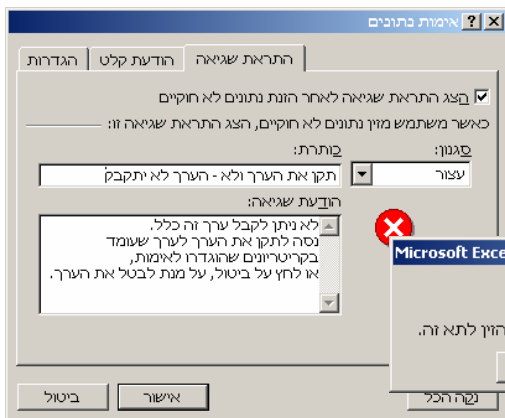 אימות נתונים
הגדרות
הודעת קלט
התראת שגיאה
הצג התראת שגיאה לאחר הזנת נתונים לא חוקיים
כאשר משתמש מזין נתונים לא חוקיים, הצג התראת שגיאה זו:
סגנון:
כותרת:
עצור
תקן את הערך ולא - הערך לא יתקבק
הודעת שגיאה:
לא ניתן לקבל ערך זה כלל.
נסה לתקן את הערך לערך שעומד
בקריטריונים שהוגדרו לאימות,
או לחץ על ביטול, על מנת לבטל את הערך.
Microsoft Exce
הזין לתא זה.
נקה הכל
אישור
ביטול